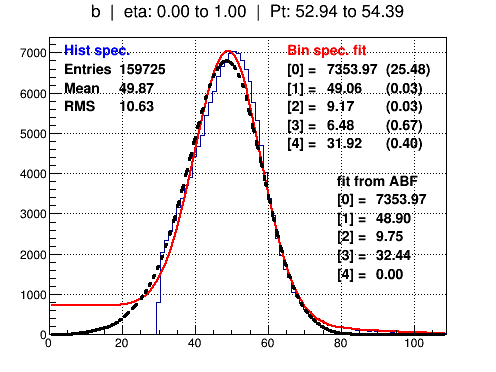 b | eta: 0.00 to 1.00 | Pt: 52.94 to 54.39
Hist spec.
Entries 159725
Mean 49.87
RMS 10.63
Bin spec. fit
[0] = 7353.97 (25.48)
[1] = 49.06 (0.03)
[2] = 9.17 (0.03)
[3] = 6.48 (0.67)
[4] = 31.92 (0.40)
fit from ABF
[0] = 7353.97
[1] = 48.90
[2] = 9.75
[3] = 32.44
[4] = 0.00
7000
6000
5000
4000
3000
2000
1000
0
0 20 40 60 80 100